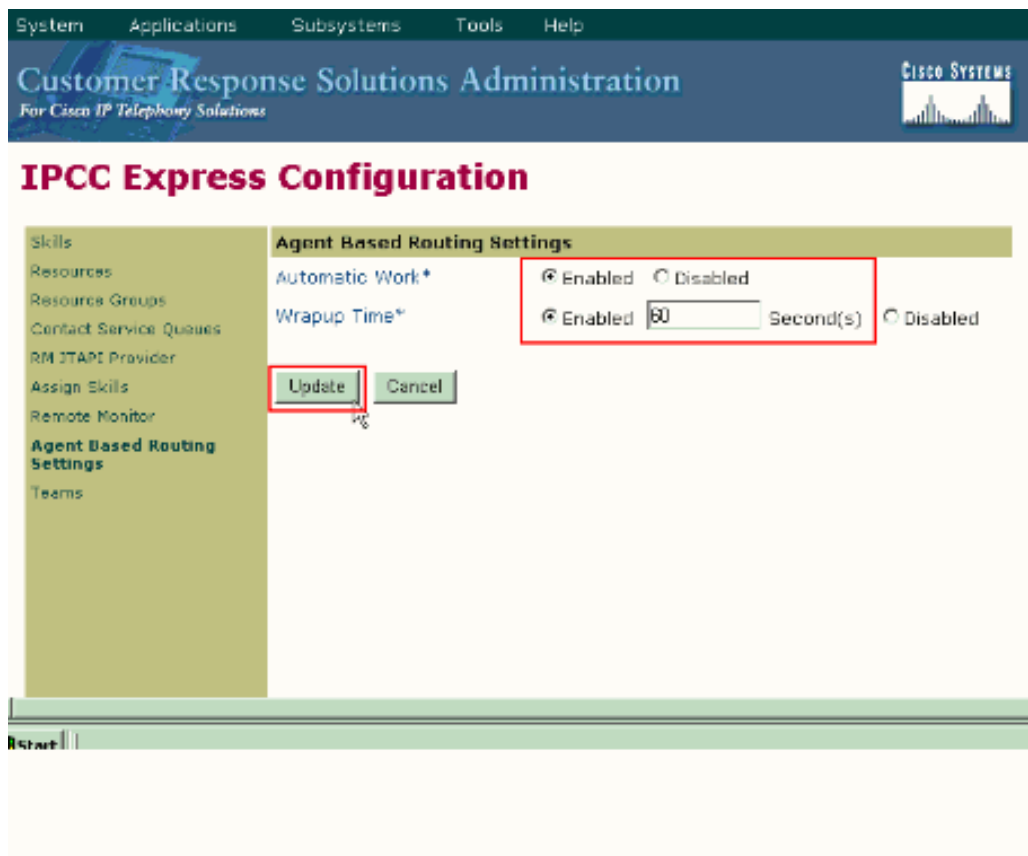 System Applications Subsystems Tools Help
Customer Response Solutions Administration
For Cisco IP Telephony Solutions
CISCO SYSTEMS
IPCC Express Configuration
Skills
Resources
Resource Groups
Contact Service Queues
RM JTAPI Provider
Assign Skills
Remote Monitor
Agent Based Routing
Settings
Teams
Agent Based Routing Settings
Automatic Work* Enabled Disabled
Wrapup Time* Enabled 60 Second(s) Disabled
Update Cancel
Start